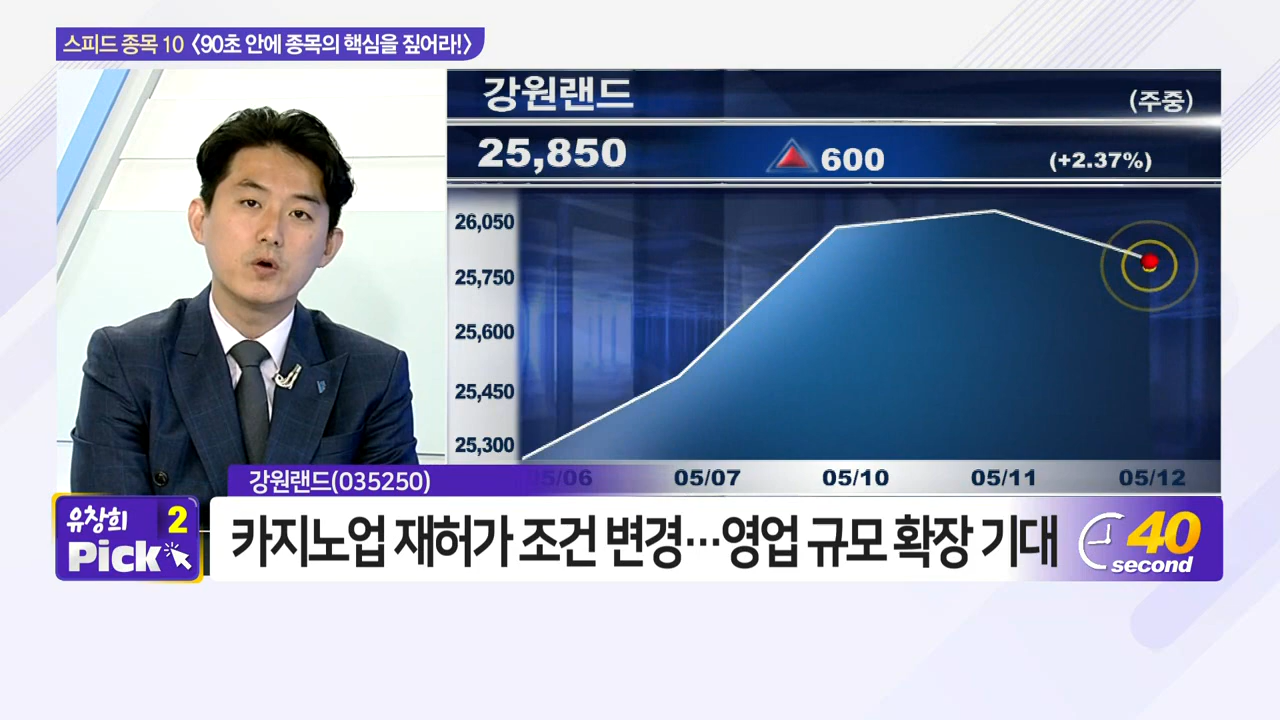 스피드 종목 10 <90초 안에 종목의 핵심을 짚어라!>
강원랜드
(주중)
25,850
600
(+2.37%)
26,050
25,750
25,600
25,450
25,300
05/06
05/07
05/10
05/11
05/12
강원랜드(035250)
유창희 2
Pick
카지노업 재허가 조건 변경…영업 규모 확장 기대
40
second